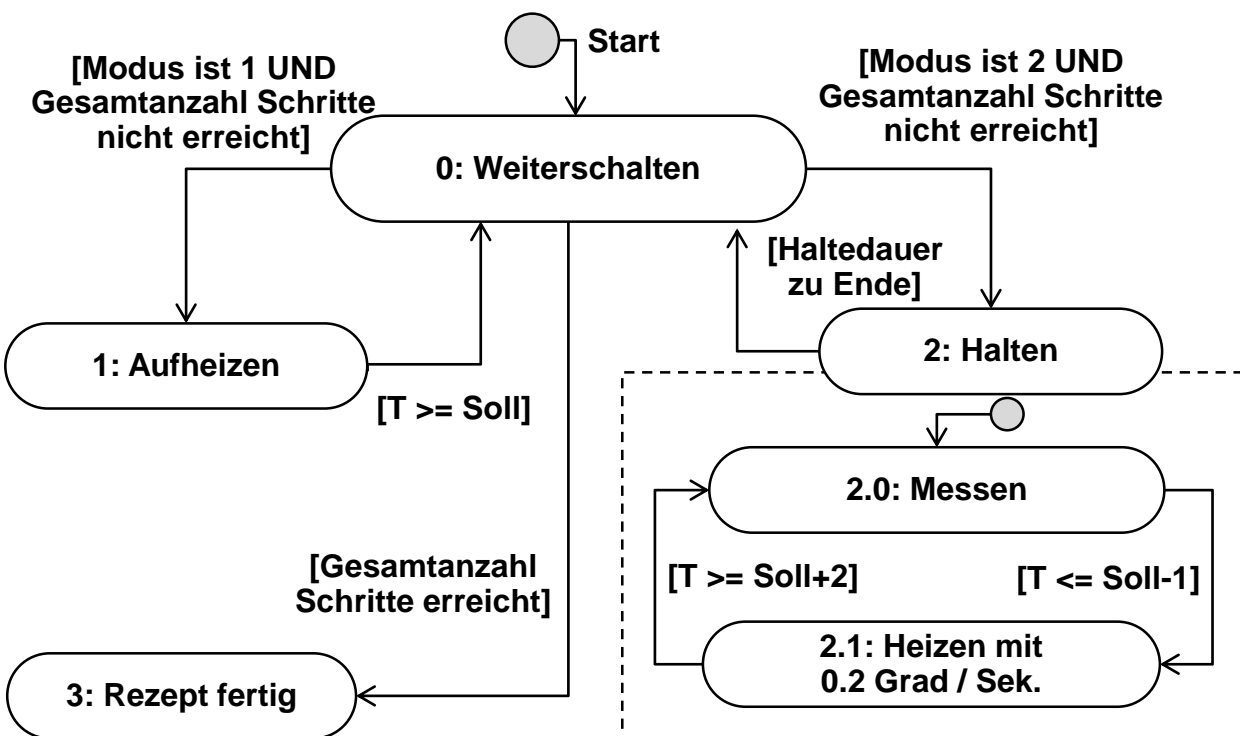 Start
[Modus ist 1 UND
Gesamtanzahl Schritte
nicht erreicht]
[Modus ist 2 UND
Gesamtanzahl Schritte
nicht erreicht]
0: Weiterschalten
[Haltedauer
zu Ende]
1: Aufheizen
2: Halten
[T >= Soll]
2.0: Messen
[Gesamtanzahl
Schritte erreicht]
[T >= Soll+2]
[T <= Soll-1]
2.1: Heizen mit
0.2 Grad / Sek.
3: Rezept fertig